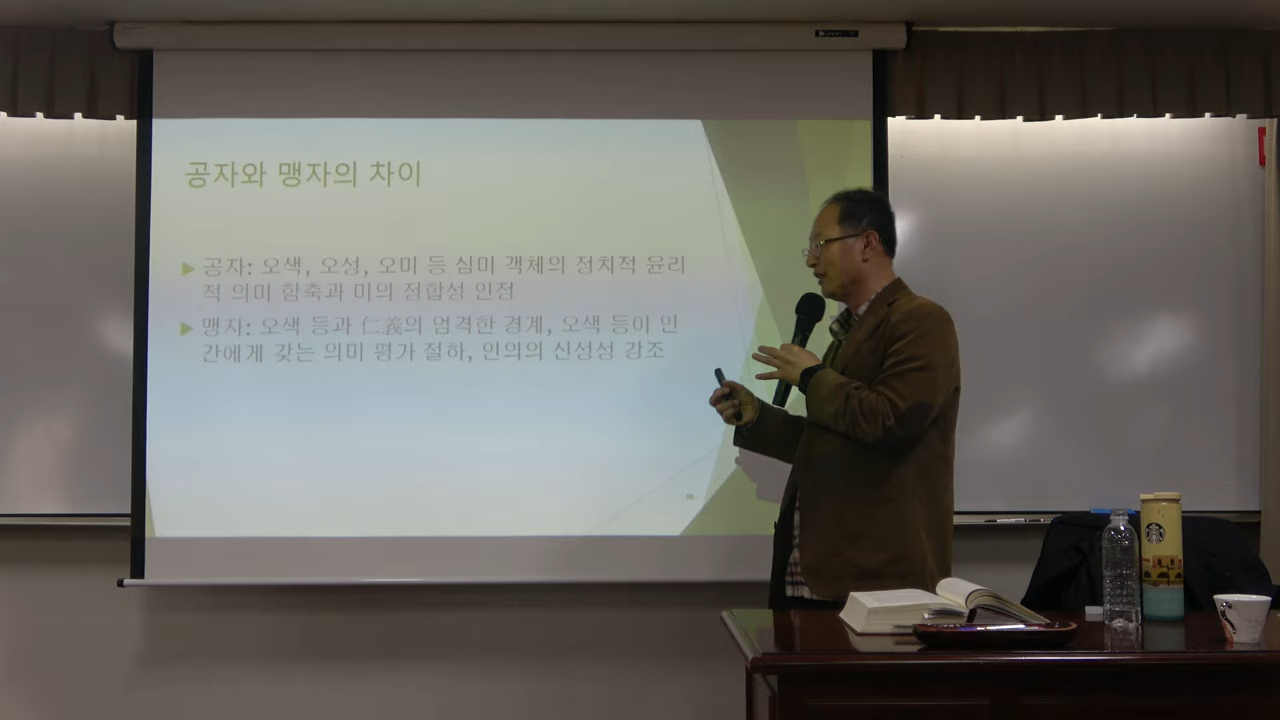 공자와 맹자의 차이
공자: 오색, 오성, 오미 등 심미 객체의 정치적 윤리
적 의미 함축과 미의 정합성 인정
맹자: 오색 등과 仁義의 엄격한 경계, 오색 등이 인
간에게 갖는 의미 평가 절하, 인의의 신성성 강조